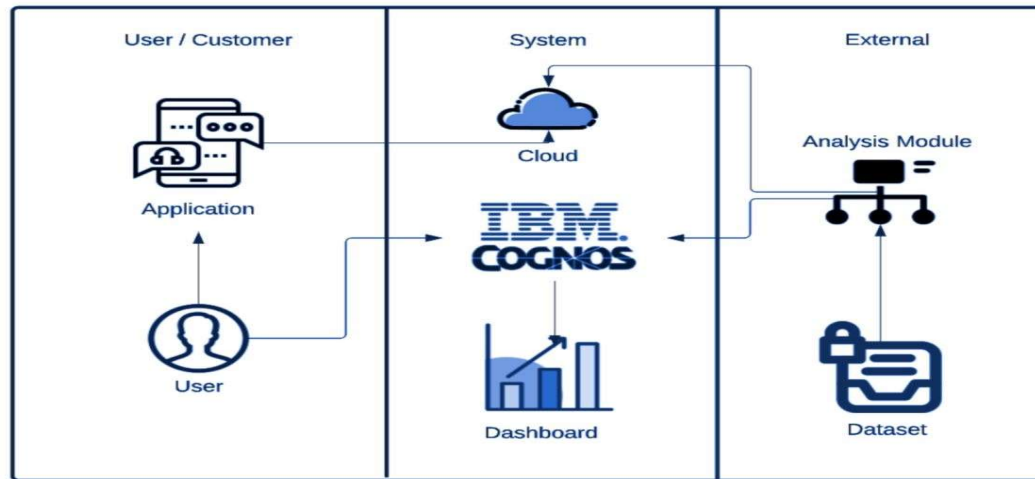 User / Customer
System
External
Cloud
Analysis Module
Application
IBM.
COGNOS
User
Dashboard
Dataset